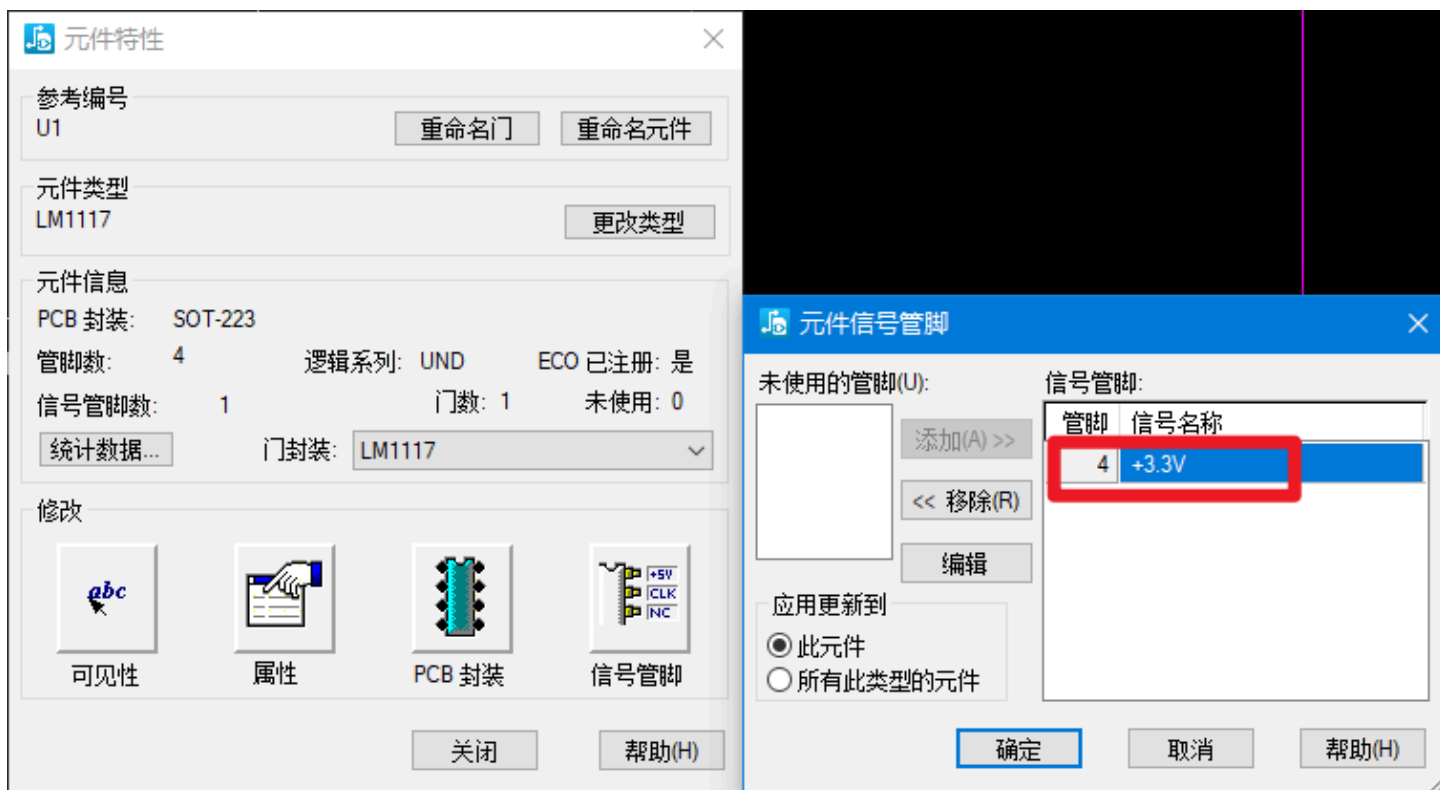 元件特性
参考编号
U1
重命名门
重命名元件
元件类型
LM1117
更改类型
元件信息
PCB 封装: SOT-223
管脚数: 4 逻辑系列: UND ECO 已注册: 是
信号管脚数: 1 门数: 1 未使用: 0
统计数据... 门封装: LM1117
修改
abc
+5V
CLK
NC
可见性 属性 PCB 封装 信号管脚
关闭 帮助(H)
元件信号管脚
未使用的管脚(U): 信号管脚:
管脚 信号名称
添加(A) >>
4 +3.3V
<< 移除(R)
编辑
应用更新到
此元件
所有此类型的元件
确定 取消 帮助(H)